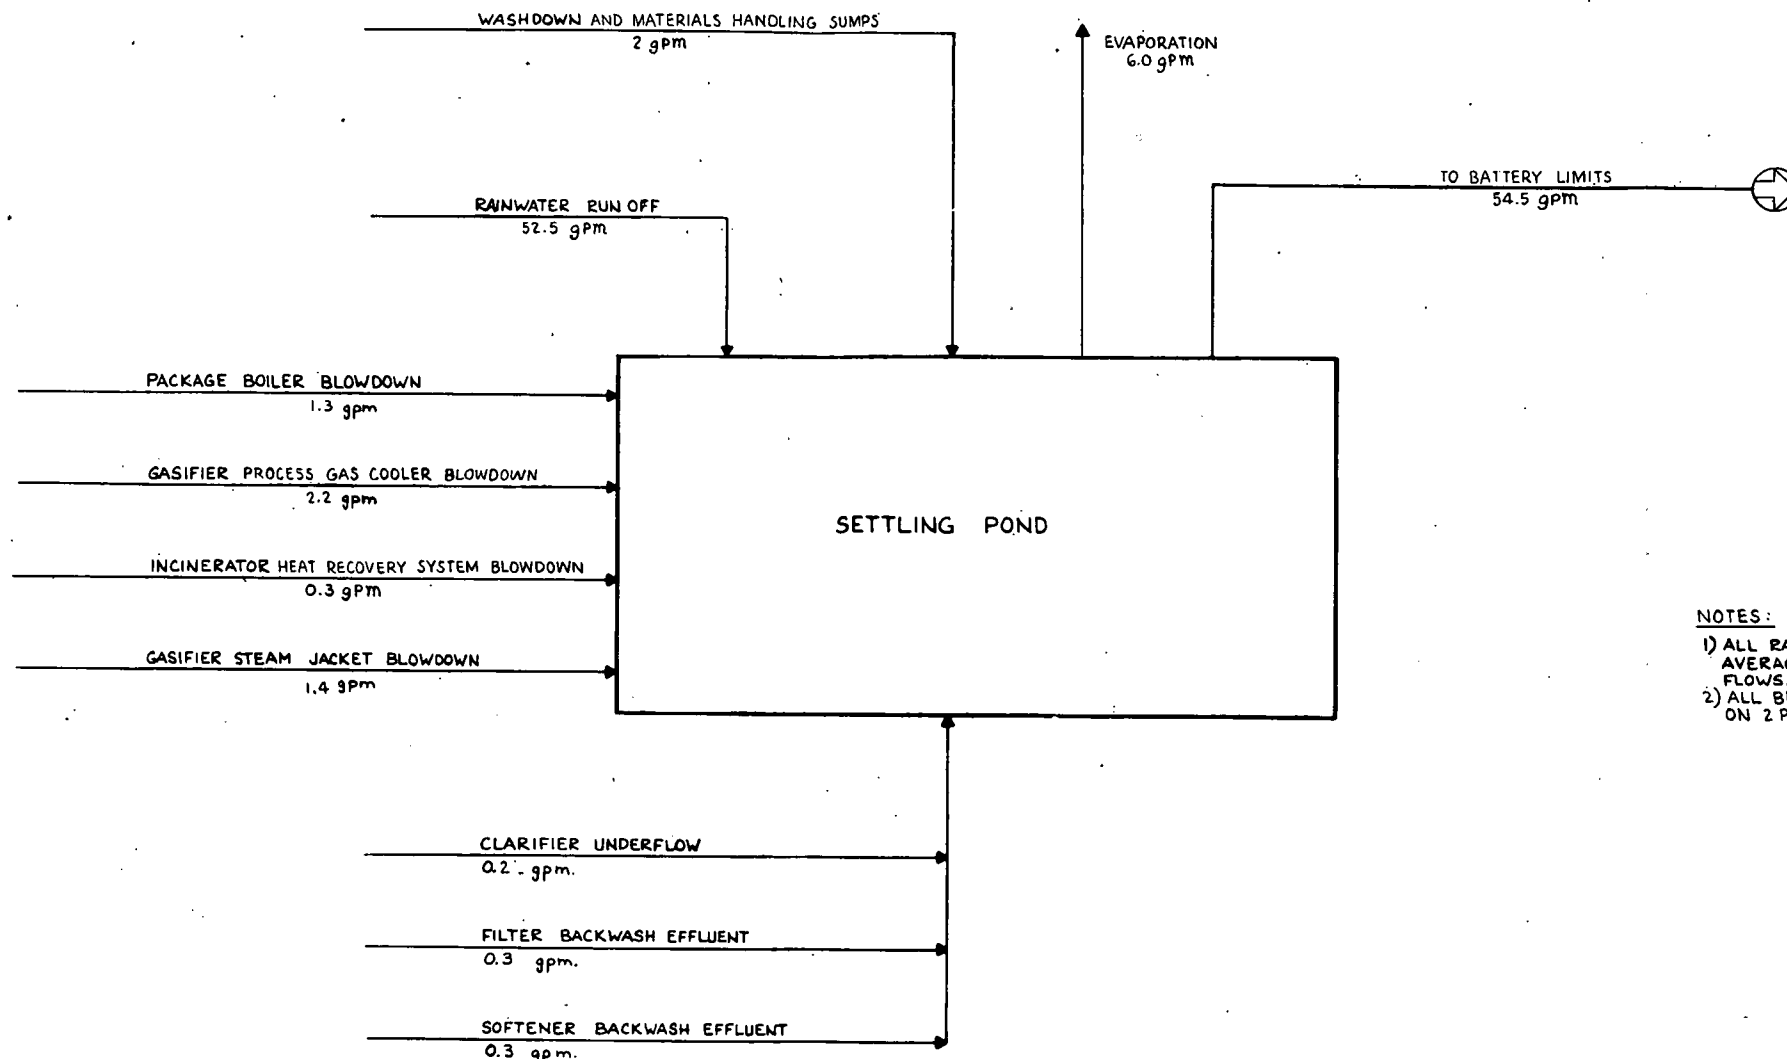 WASHDOWN AND MATERIALS HANDLING SUMPS
2 gpm
EVAPORATION
6.0 gpm
TO BATTERY LIMITS
54.5 gpm
RAINWATER RUN OFF
52.5 gpm
PACKAGE BOILER BLOWDOWN
1.3 gpm
GASIFIER PROCESS GAS COOLER BLOWDOWN
2.2 gpm
SETTLING POND
INCINERATOR HEAT RECOVERY SYSTEM BLOWDOWN
0.3 gpm
GASIFIER STEAM JACKET BLOWDOWN
1.4 gpm
NOTES:
1) ALL RA
AVERAG
FLOWS.
2) ALL B
ON 2 P
CLARIFIER UNDERFLOW
0.2 - gpm.
FILTER BACKWASH EFFLUENT
0.3 gpm.
SOFTENER BACKWASH EFFLUENT
0.3 gpm.